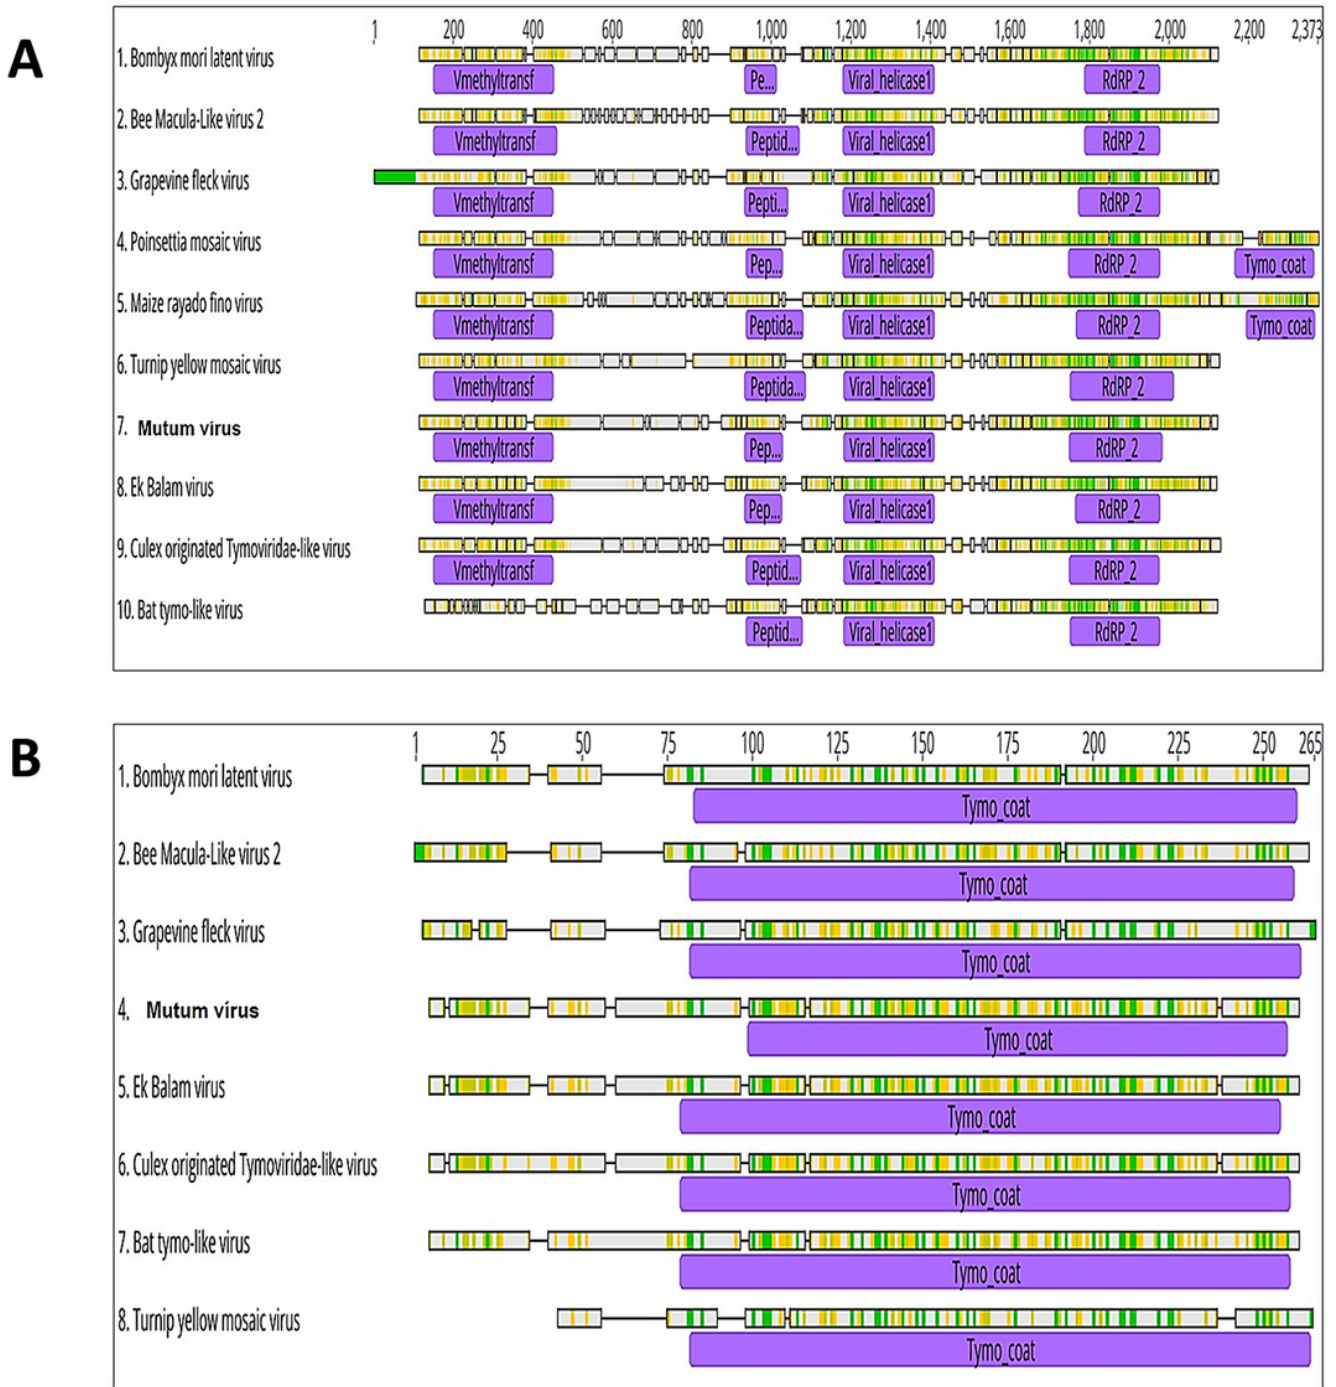 A
1 200 400 600 800 1,000 1,200 1,400 1,600 1,800 2,000 2,200 2,373
1. Bombyx mori latent virus
Vmethyltransf Pe... Viral_helicase1 RdRP_2
2. Bee Macula-Like virus 2
Vmethyltransf Peptid... Viral_helicase1 RdRP_2
3. Grapevine fleck virus
Vmethyltransf Pepti... Viral_helicase1 RdRP_2
4. Poinsettia mosaic virus
Vmethyltransf Pep... Viral_helicase1 RdRP_2 Tymo_coat
5. Maize rayado fino virus
Vmethyltransf Peptida... Viral_helicase1 RdRP_2 Tymo_coat
6. Turnip yellow mosaic virus
Vmethyltransf Peptida... Viral_helicase1 RdRP_2
7. Mutum virus
Vmethyltransf Pep... Viral_helicase1 RdRP_2
8. Ek Balam virus
Vmethyltransf Pep... Viral_helicase1 RdRP_2
9. Culex originated Tymoviridae-like virus
Vmethyltransf Peptid... Viral_helicase1 RdRP_2
10. Bat tymo-like virus
Peptid... Viral_helicase1 RdRP_2
B
1 25 50 75 100 125 150 175 200 225 250 265
1. Bombyx mori latent virus
Tymo_coat
2. Bee Macula-Like virus 2
Tymo_coat
3. Grapevine fleck virus
Tymo_coat
4. Mutum vírus
Tymo_coat
5. Ek Balam virus
Tymo_coat
6. Culex originated Tymoviridae-like virus
Tymo_coat
7. Bat tymo-like virus
Tymo_coat
8. Turnip yellow mosaic virus
Tymo_coat